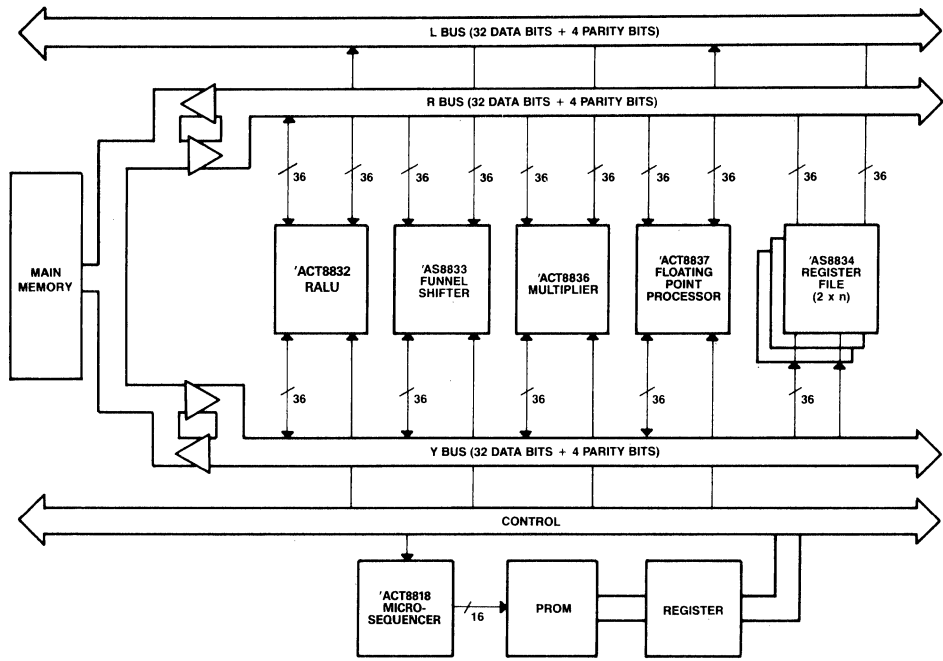 L BUS (32 DATA BITS + 4 PARITY BITS)
R BUS (32 DATA BITS + 4 PARITY BITS)
36
36
36
36
36
36
36
36
36
36
MAIN
MEMORY
'ACT8832
RALU
'AS8833
FUNNEL
SHIFTER
'ACT8836
MULTIPLIER
'ACT8837
FLOATING
POINT
PROCESSOR
'AS8834
REGISTER
FILE
(2 x n)
36
36
36
36
36
Y BUS (32 DATA BITS + 4 PARITY BITS)
CONTROL
'ACT8818
MICRO-
SEQUENCER
16
PROM
REGISTER